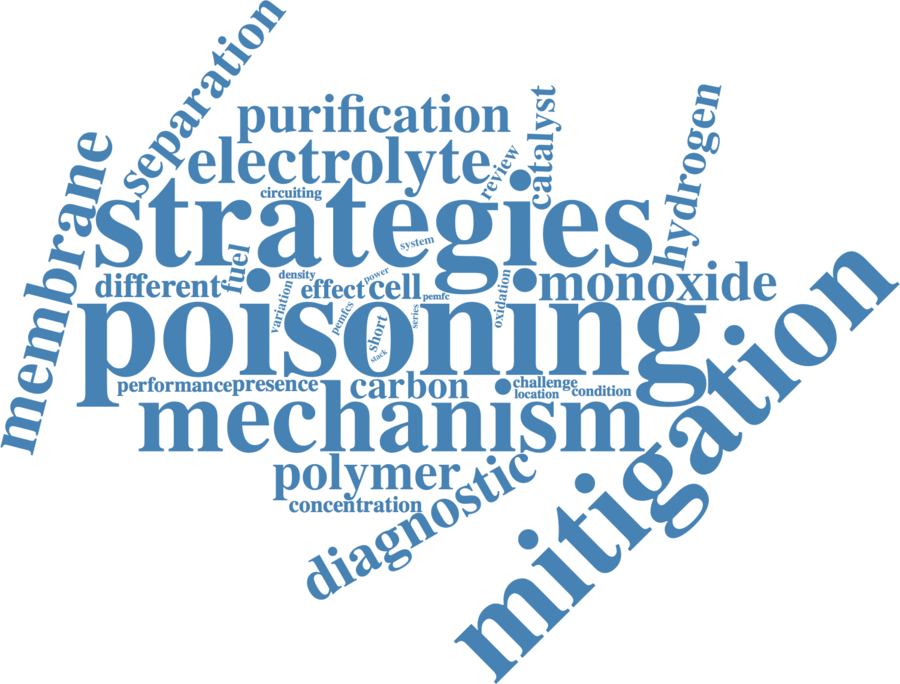 separation
purification
catalyst
hydrogen
membrane
electrolyte
review
circuiting
strategies
system
fuel
different
density
power
variation
effect
cell
pemfc
oxidation
monoxide
poisoning
pemfcs
short
series
stack
mitigation
performance
presence
carbon
challenge
location
condition
mechanism
polymer
concentration
diagnostic